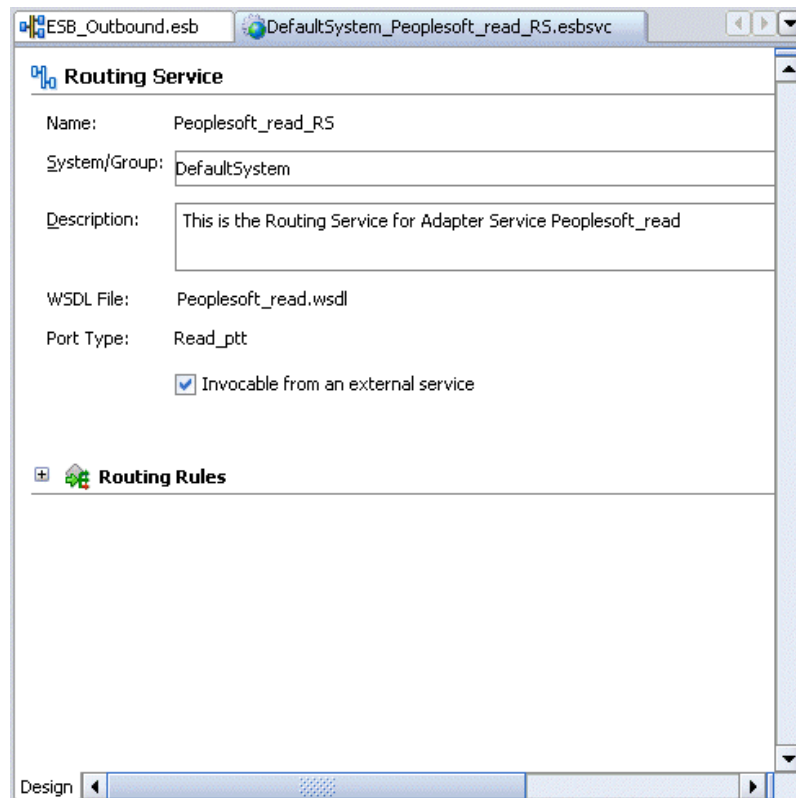 ESB_Outbound.esb DefaultSystem_Peoplesoft_read_RS.esbsvc
Routing Service
Name: Peoplesoft_read_RS
System/Group: DefaultSystem
Description: This is the Routing Service for Adapter Service Peoplesoft_read
WSDL File: Peoplesoft_read.wsdl
Port Type: Read_ptt
Invocable from an external service
Routing Rules
Design